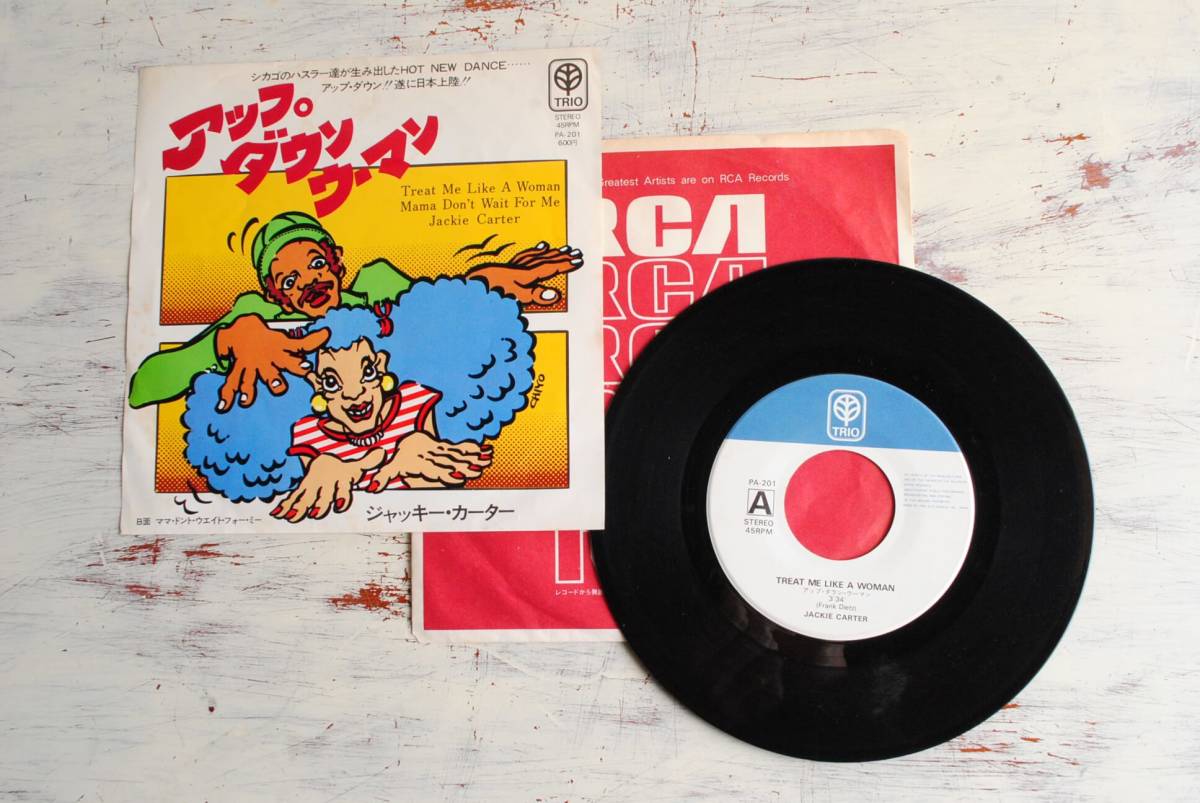 シカゴのハスラー達が生み出したHOT NEW DANCE……
アップ・ダウン!!遂に日本上陸!!
アップ。
ダウン
ウーマン
TRIO
STEREO
45RPM
PA-201
600円
Treat Me Like A Woman
Mama Don't Wait For Me
Jackie Carter
CHIYO
B面 ママ・ドント・ウエイト・フォー・ミー
ジャッキー・カーター
Greatest Artists are on RCA Records
RCA
RCA
TRIO
PA-201
A
STEREO
45RPM
TREAT ME LIKE A WOMAN
アップ・ダウン・ウーマン
3:34
(Frank Dietz)
JACKIE CARTER
レコードから